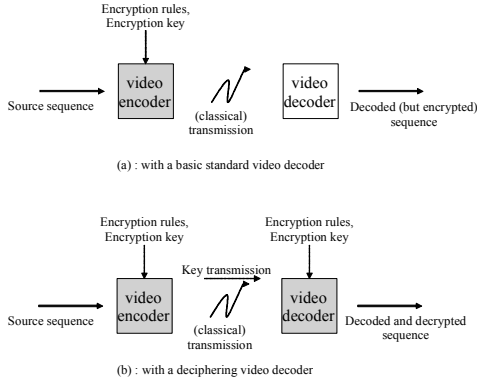 Encryption rules,
Encryption key
video
encoder
video
decoder
Source sequence
(classical)
transmission
Decoded (but encrypted)
sequence
(a) : with a basic standard video decoder
Encryption rules,
Encryption key
Encryption rules,
Encryption key
Key transmission
video
encoder
video
decoder
Source sequence
(classical)
transmission
Decoded and decrypted
sequence
(b) : with a deciphering video decoder